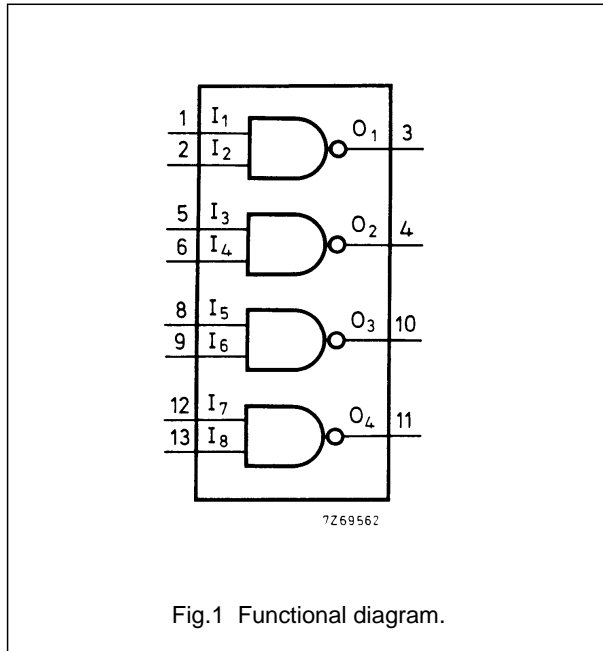 1 I1 O1 3
2 I2
5 I3 O2 4
6 I4
8 I5 O3 10
9 I6
12 I7 O4 11
13 I8
7Z69562
Fig.1 Functional diagram.